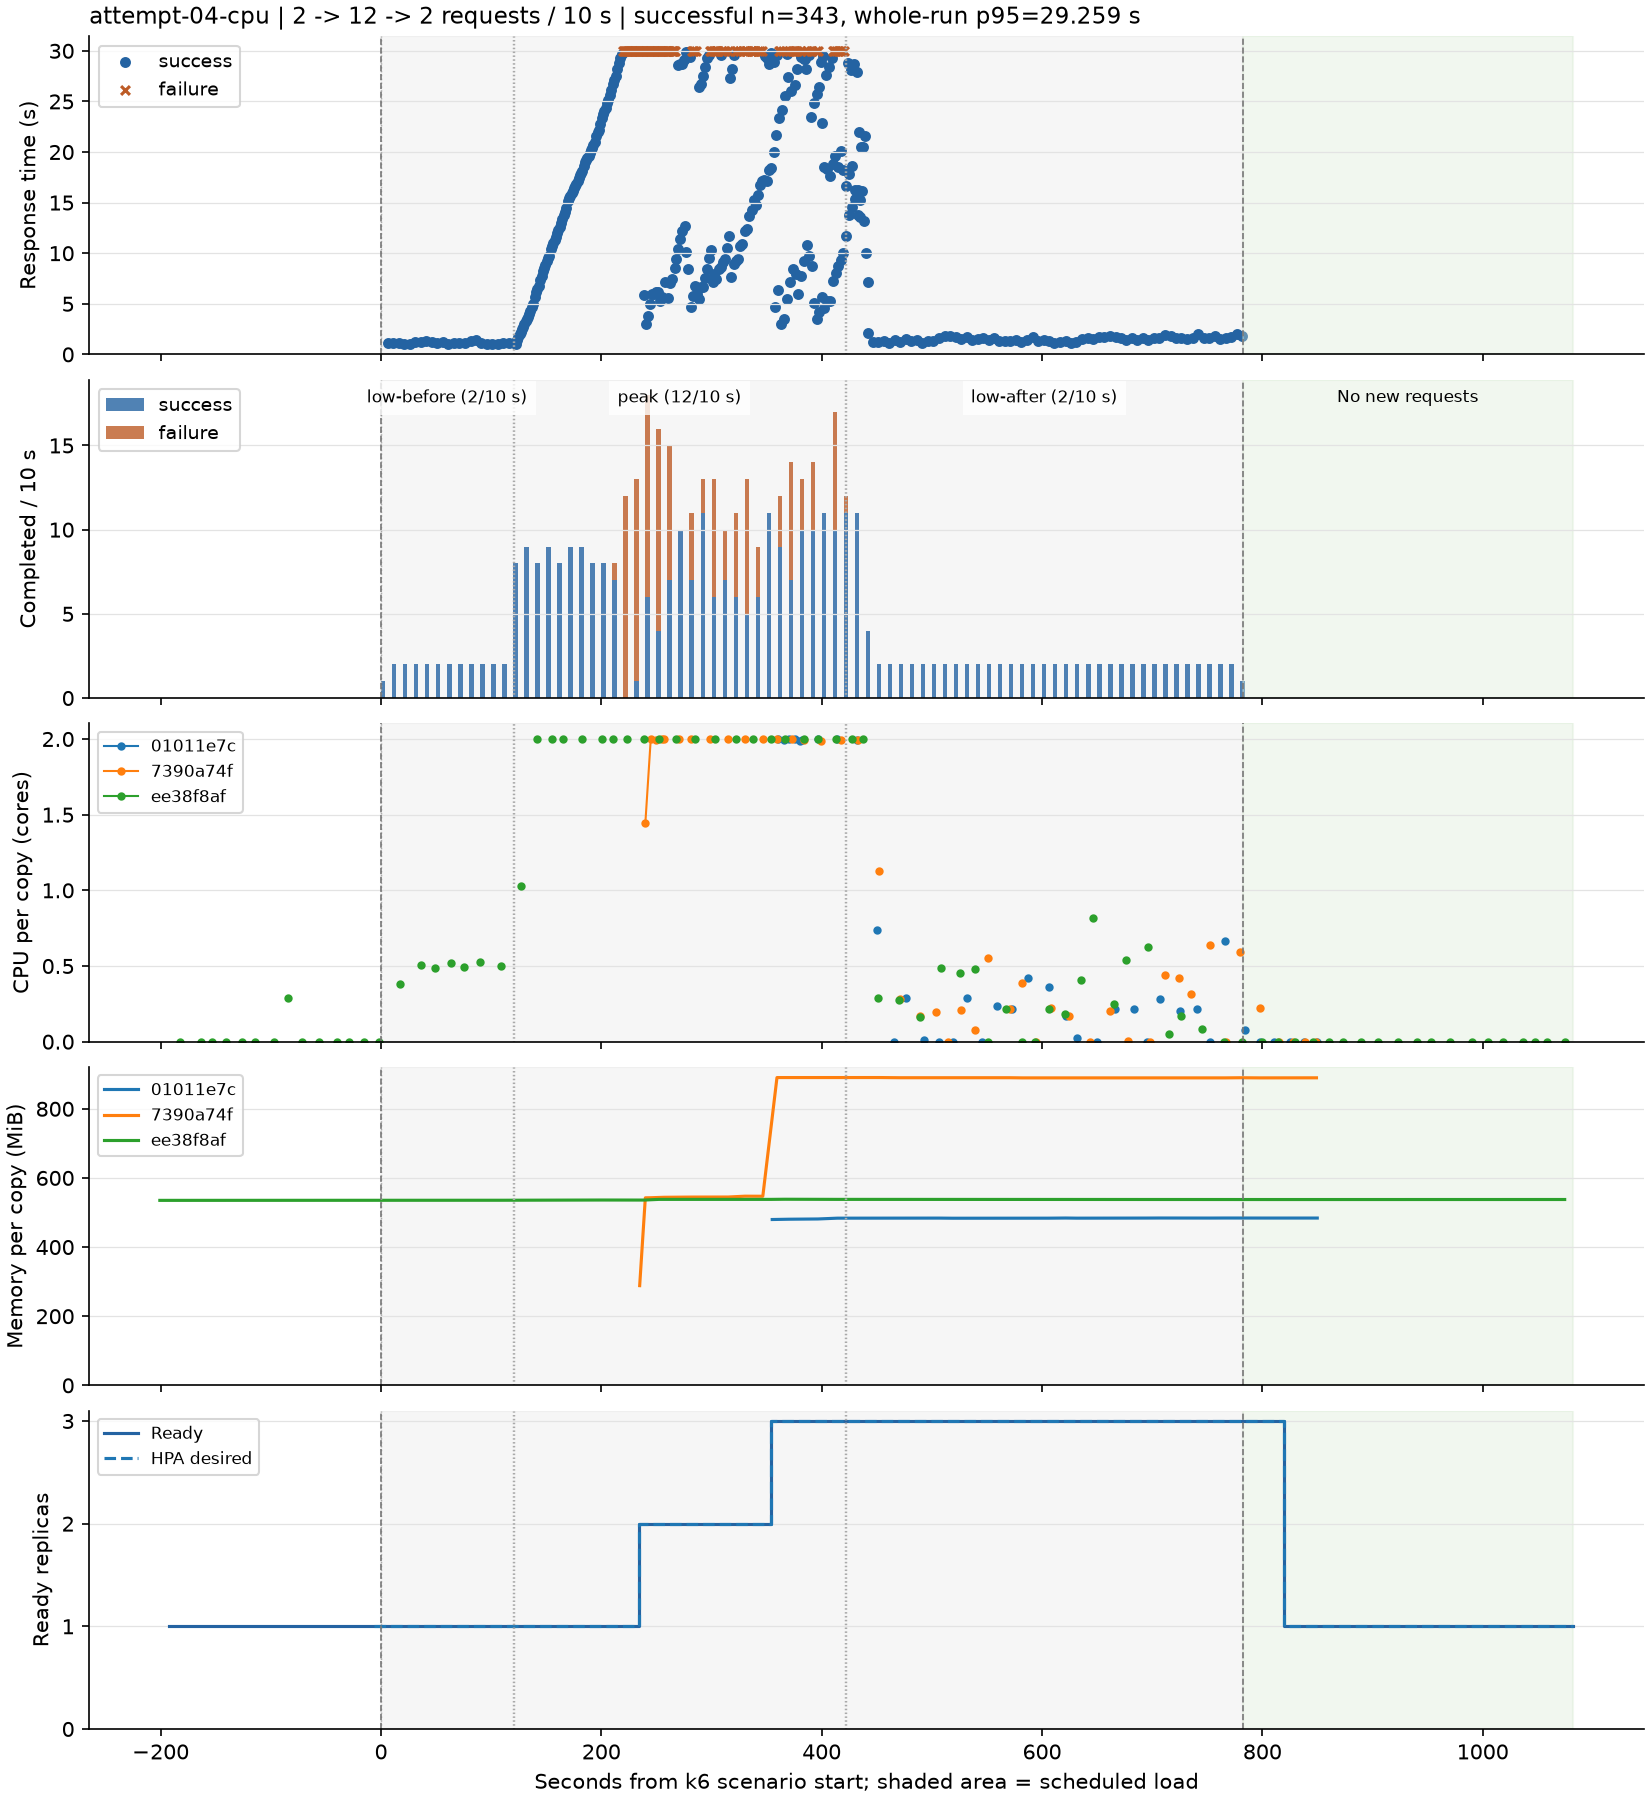 attempt-04-cpu | 2 -> 12 -> 2 requests / 10 s | successful n=343, whole-run p95=29.259 s
Response time (s)
30
25
20
15
10
5
0
success
failure
Completed / 10 s
15
10
5
0
success
failure
low-before (2/10 s)
peak (12/10 s)
low-after (2/10 s)
No new requests
CPU per copy (cores)
2.0
1.5
1.0
0.5
0.0
01011e7c
7390a74f
ee38f8af
Memory per copy (MiB)
800
600
400
200
0
01011e7c
7390a74f
ee38f8af
Ready replicas
3
2
1
0
Ready
HPA desired
−200
0
200
400
600
800
1000
Seconds from k6 scenario start; shaded area = scheduled load